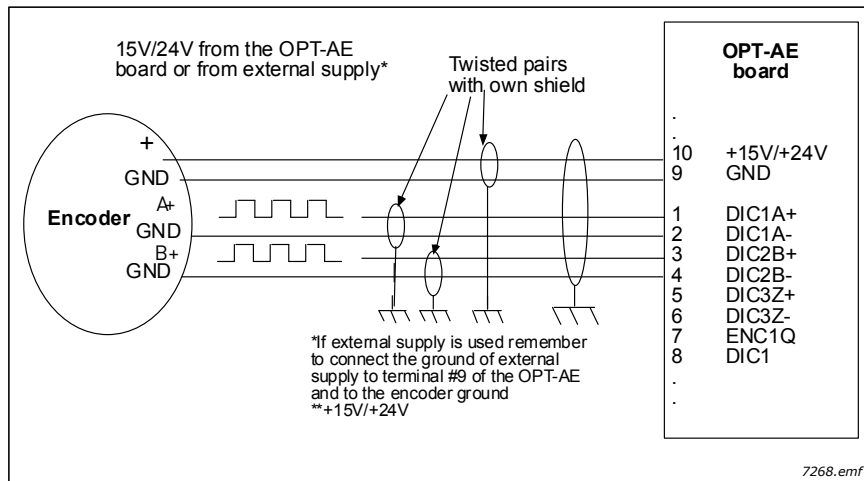 15V/24V from the OPT-AE
board or from external supply*
Twisted pairs
with own shield
OPT-AE
board
.
.
Encoder
+
GND
A+
GND
B+
GND
10 +15V/+24V
9 GND
1 DIC1A+
2 DIC1A-
3 DIC2B+
4 DIC2B-
5 DIC3Z+
6 DIC3Z-
7 ENC1Q
8 DIC1
.
.
*If external supply is used remember
to connect the ground of external
supply to terminal #9 of the OPT-AE
and to the encoder ground
**+15V/+24V
7268.emf